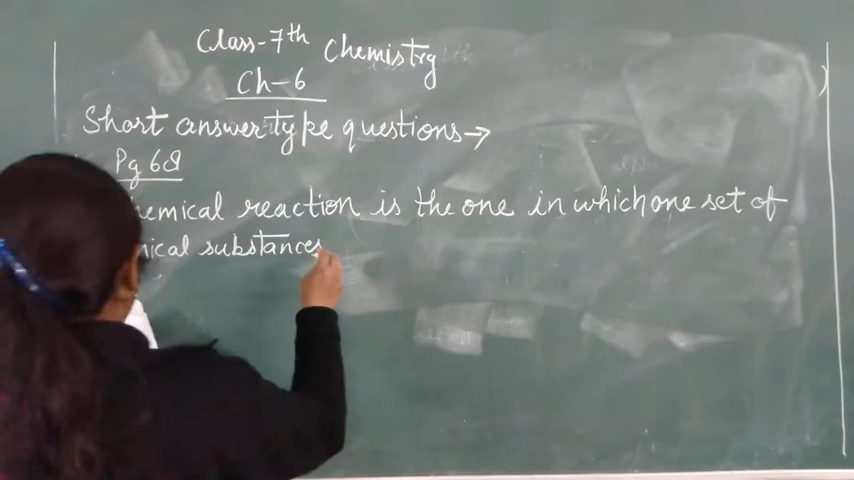 Class-7th Chemistry
Ch-6
Short answer type questions→
Pg 68
hemical reaction is the one in which one set of
ical substances